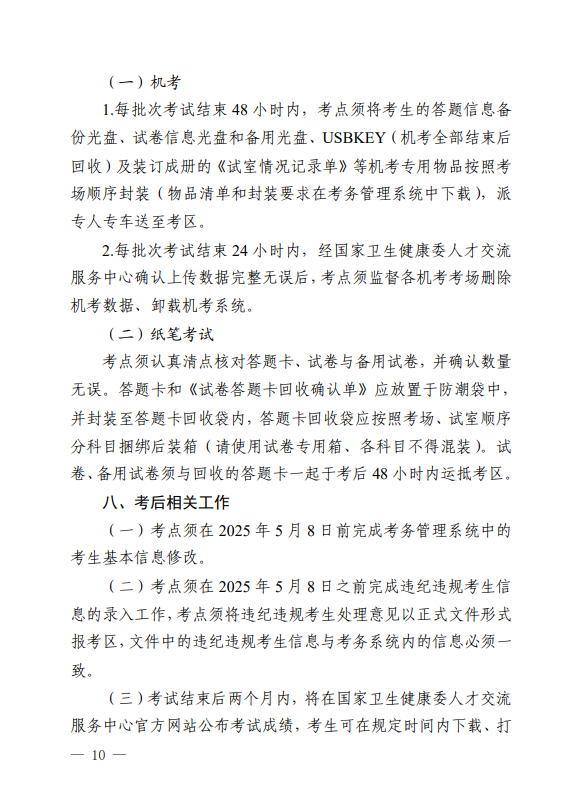 （一）机考
1.每批次考试结束 48 小时内，考点须将考生的答题信息备
份光盘、试卷信息光盘和备用光盘、USBKEY（机考全部结束后
回收）及装订成册的《试室情况记录单》等机考专用物品按照考
场顺序封装（物品清单和封装要求在考务管理系统中下载），派
专人专车送至考区。
2.每批次考试结束 24 小时内，经国家卫生健康委人才交流
服务中心确认上传数据完整无误后，考点须监督各机考考场删除
机考数据、卸载机考系统。
（二）纸笔考试
考点须认真清点核对答题卡、试卷与备用试卷，并确认数量
无误。答题卡和《试卷答题卡回收确认单》应放置于防潮袋中，
并封装至答题卡回收袋内，答题卡回收袋应按照考场、试室顺序
分科目捆绑后装箱（请使用试卷专用箱、各科目不得混装）。试
卷、备用试卷须与回收的答题卡一起于考后 48 小时内运抵考区。
八、考后相关工作
（一）考点须在 2025 年 5 月 8 日前完成考务管理系统中的
考生基本信息修改。
（二）考点须在 2025 年 5 月 8 日之前完成违纪违规考生信
息的录入工作，考点须将违纪违规考生处理意见以正式文件形式
报考区，文件中的违纪违规考生信息与考务系统内的信息必须一
致。
（三）考试结束后两个月内，将在国家卫生健康委人才交流
服务中心官方网站公布考试成绩，考生可在规定时间内下载、打
— 10 —